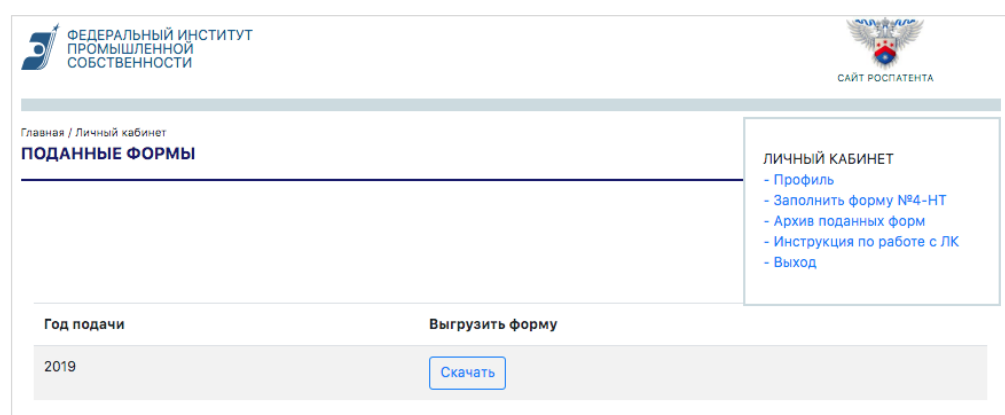 ФЕДЕРАЛЬНЫЙ ИНСТИТУТ
ПРОМЫШЛЕННОЙ
СОБСТВЕННОСТИ
САЙТ РОСПАТЕНТА
Главная / Личный кабинет
ПОДАННЫЕ ФОРМЫ
ЛИЧНЫЙ КАБИНЕТ
- Профиль
- Заполнить форму №4-НТ
- Архив поданных форм
- Инструкция по работе с ЛК
- Выход
Год подачи Выгрузить форму
2019 Скачать